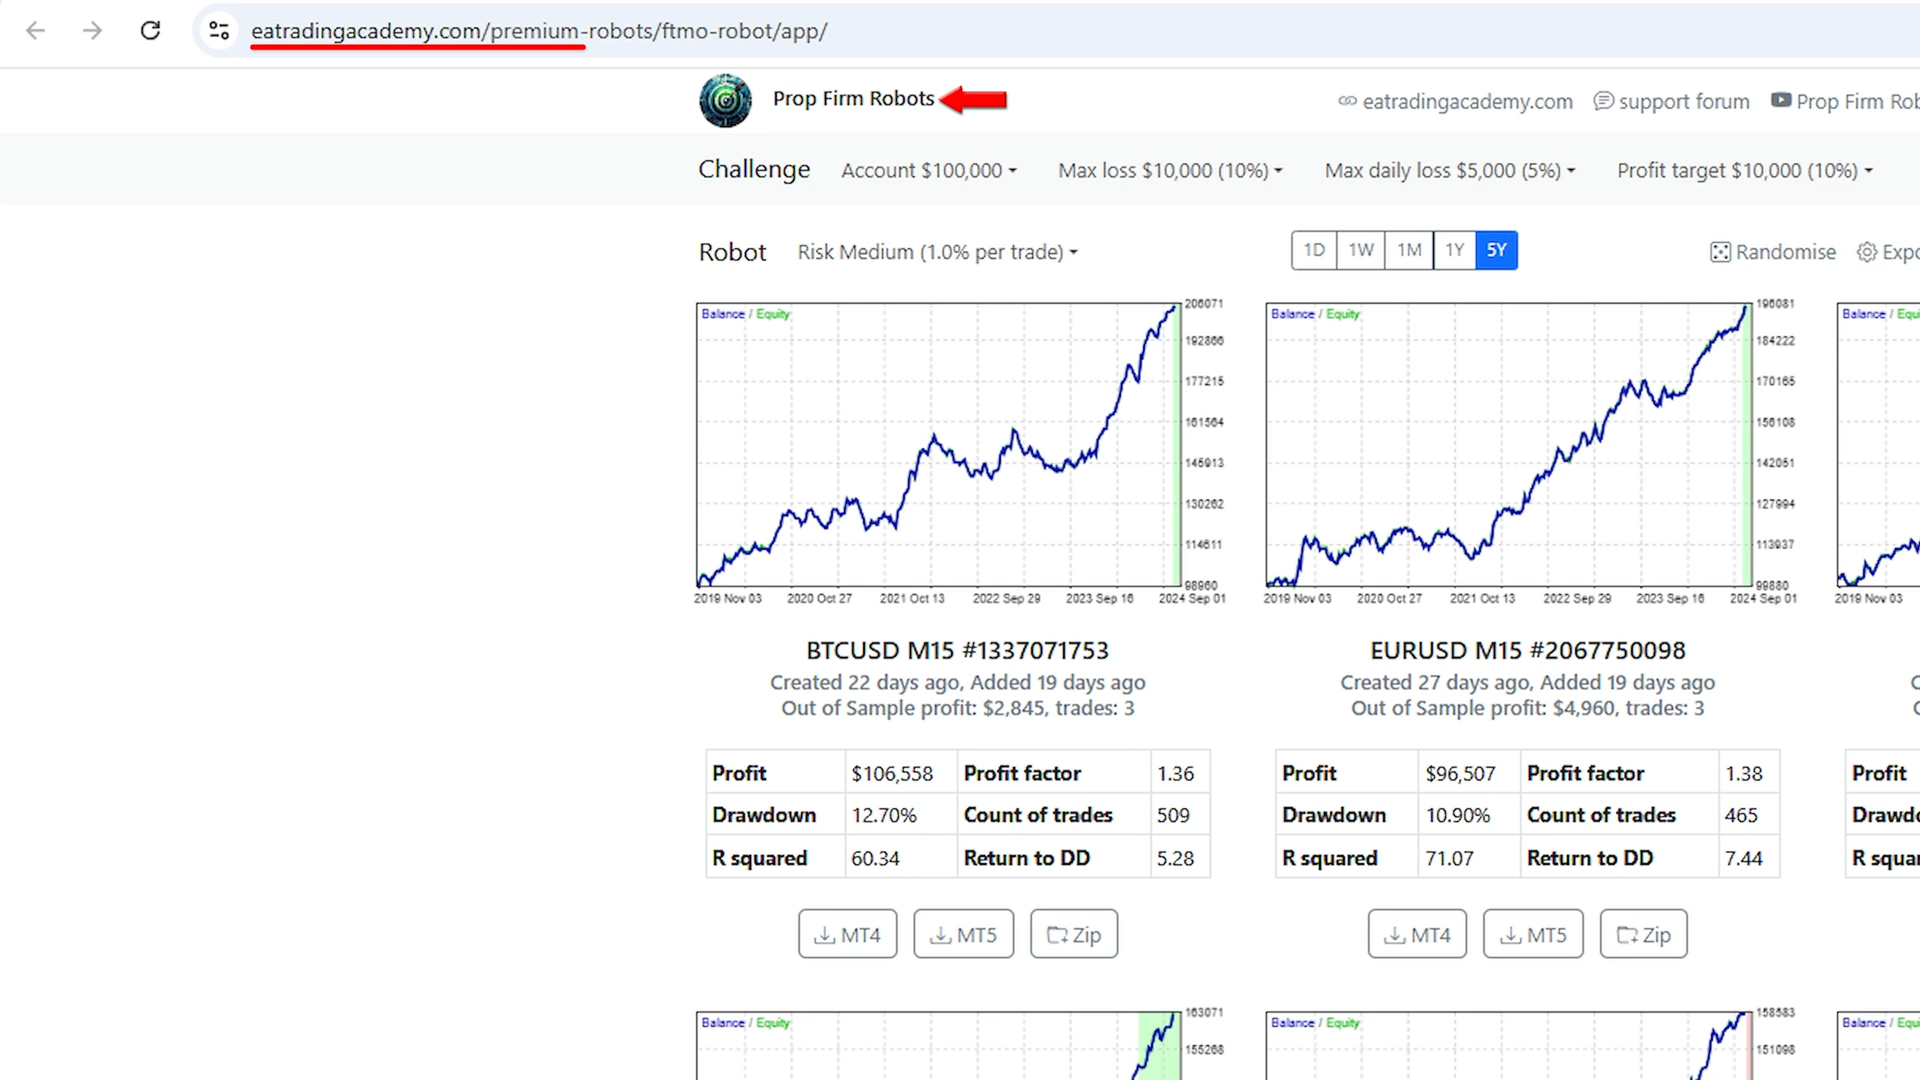 eatradingacademy.com/premium-robots/ftmo-robot/app/
Prop Firm Robots
eatradingacademy.com support forum Prop Firm Rob
Challenge Account $100,000 Max loss $10,000 (10%) Max daily loss $5,000 (5%) Profit target $10,000 (10%)
Robot Risk Medium (1.0% per trade) 1D 1W 1M 1Y 5Y Randomise Expo
Balance / Equity
206071
192866
177215
161564
145913
130262
114611
98960
2019 Nov 03 2020 Oct 27 2021 Oct 13 2022 Sep 29 2023 Sep 16 2024 Sep 01
BTCUSD M15 #1337071753
Created 22 days ago, Added 19 days ago
Out of Sample profit: $2,845, trades: 3
Profit $106,558 Profit factor 1.36
Drawdown 12.70% Count of trades 509
R squared 60.34 Return to DD 5.28
MT4 MT5 Zip
Balance / Equity
196081
184222
170165
156108
142051
127994
113937
99880
2019 Nov 03 2020 Oct 27 2021 Oct 13 2022 Sep 29 2023 Sep 16 2024 Sep 01
EURUSD M15 #2067750098
Created 27 days ago, Added 19 days ago
Out of Sample profit: $4,960, trades: 3
Profit $96,507 Profit factor 1.38
Drawdown 10.90% Count of trades 465
R squared 71.07 Return to DD 7.44
MT4 MT5 Zip
Balance / Equi
2019 Nov 03
Profit
Drawd
R squar
Balance / Equity
163071
155268
Balance / Equity
158583
151098
Balance / Equi